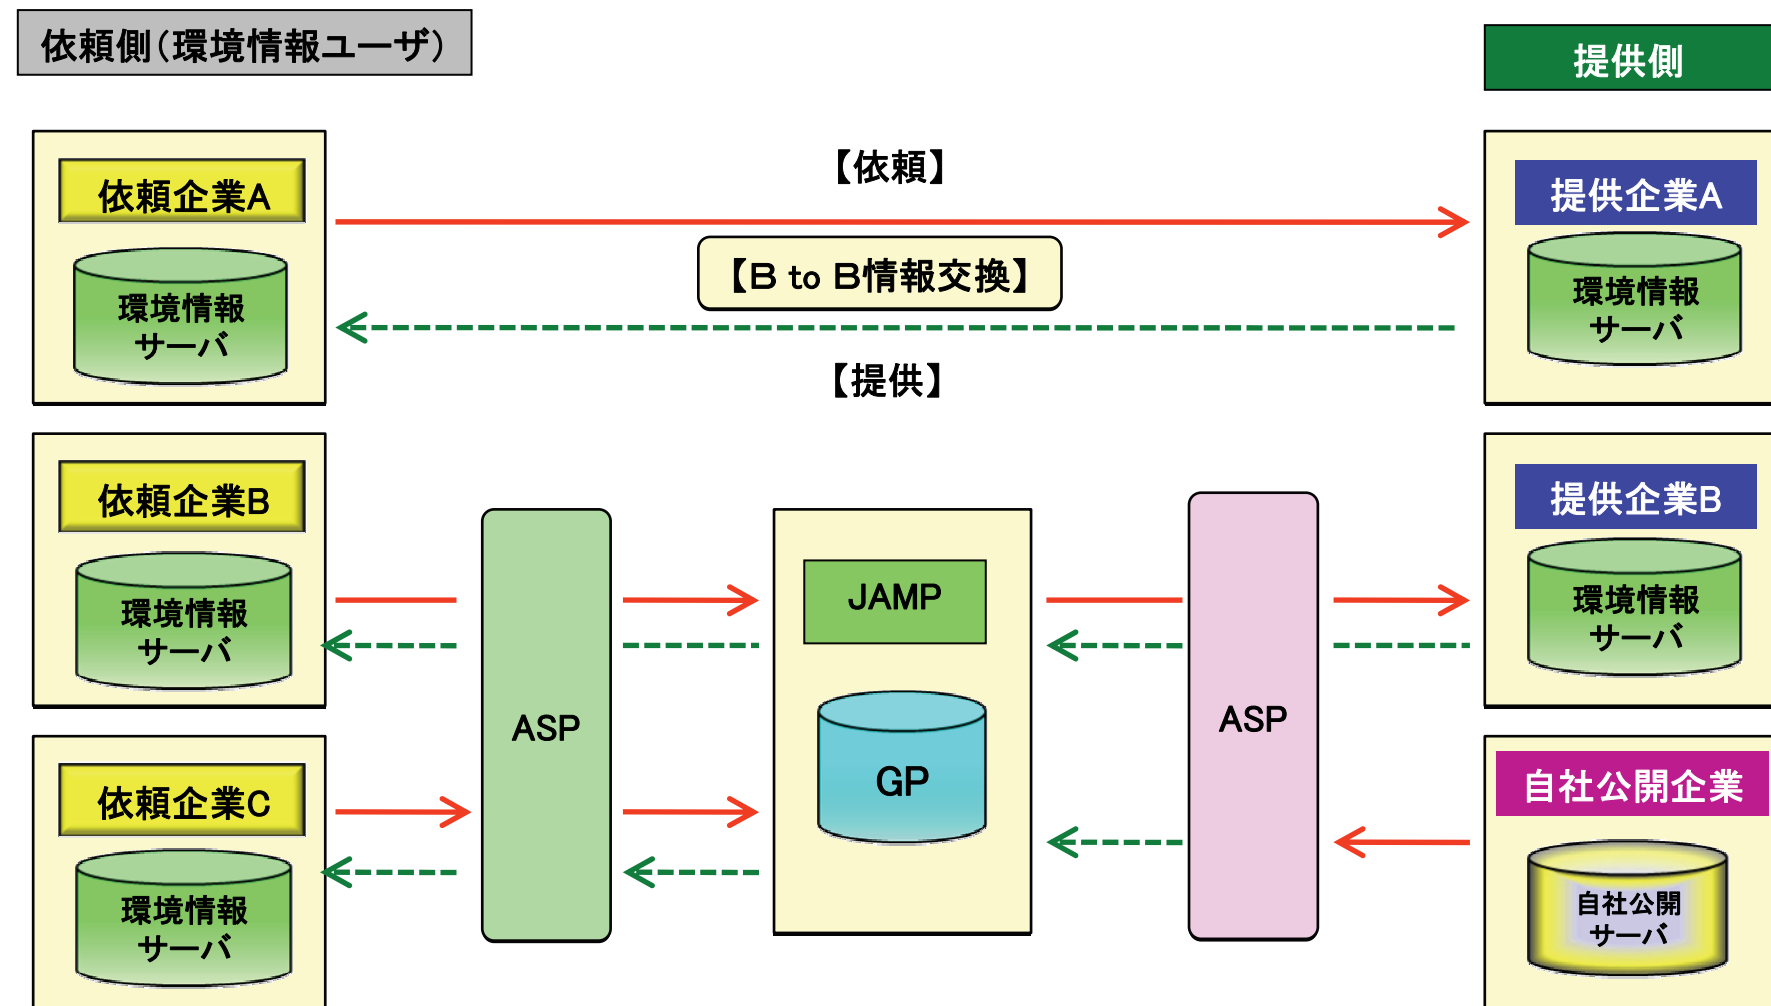 依頼側(環境情報ユーザ)
提供側
依頼企業A
環境情報
サーバ
【依頼】
【B to B情報交換】
【提供】
提供企業A
環境情報
サーバ
依頼企業B
環境情報
サーバ
ASP
JAMP
GP
ASP
提供企業B
環境情報
サーバ
依頼企業C
環境情報
サーバ
自社公開企業
自社公開
サーバ